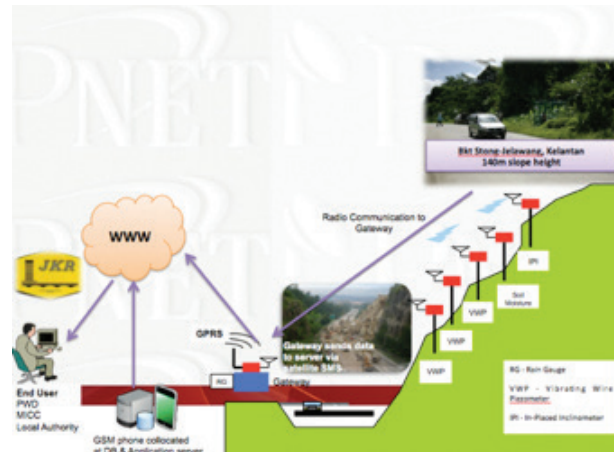 PNET
Bkt Stong-Jelawang, Kelantan
140m slope height
Radio Communication to
Gateway
WWW
JKR
GPRS
Gateway sends data
to server via
satellite SMS
RG
Gateway
End User
PWD
MICC
Local Authority
GSM phone collocated
at DB & Application server
VWP
VWP
VWP
Soil
Moisture
IPI
RG - Rain Gauge
VWP - Vibrating Wire
Piezometer
IPI - In-Placed Inclinometer